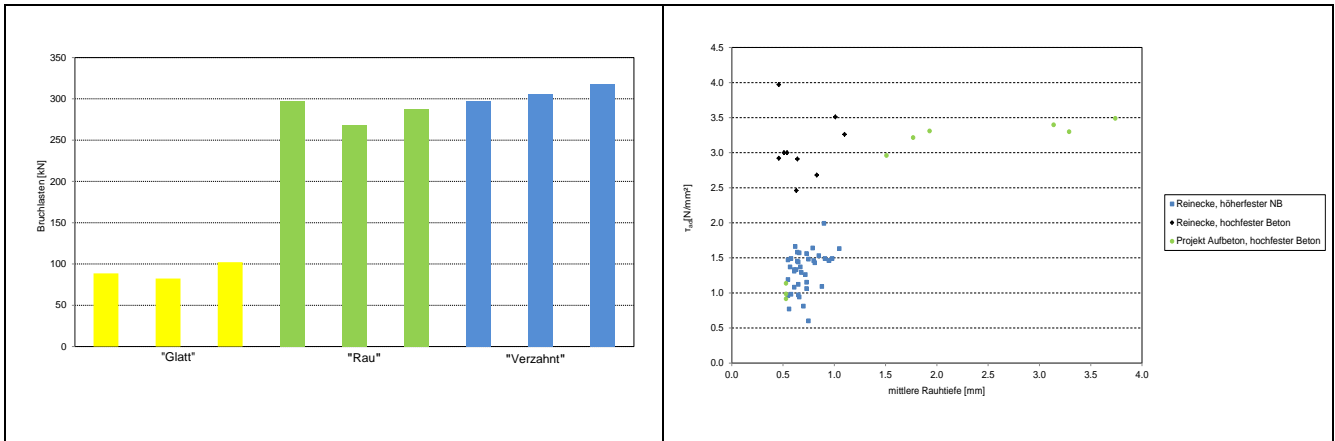 350
300
250
200
150
100
50
0
Bruchlasten [kN]
"Glatt"
"Rau"
"Verzahnt"
4.5
4.0
3.5
3.0
2.5
2.0
1.5
1.0
0.5
0.0
τad[N/mm²]
0.0 0.5 1.0 1.5 2.0 2.5 3.0 3.5 4.0
mittlere Rauhtiefe [mm]
Reinecke, höherfester NB
Reinecke, hochfester Beton
Projekt Aufbeton, hochfester Beton